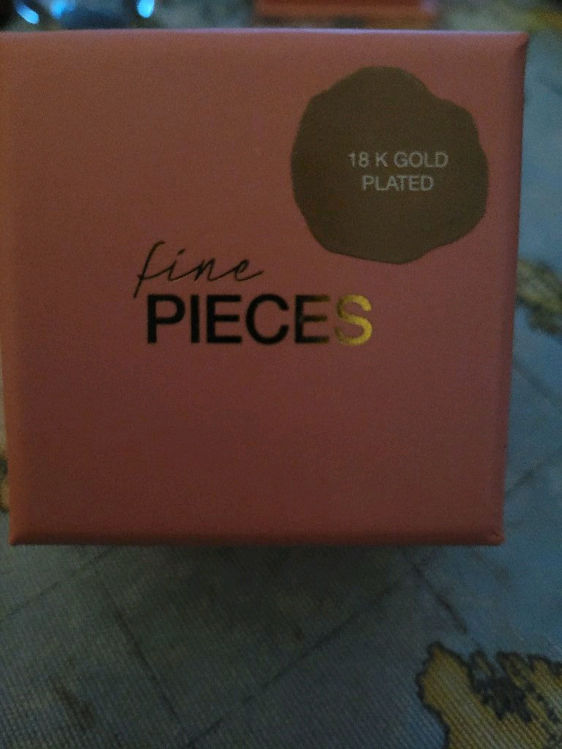 18 K GOLD
PLATED
fine
PIECES